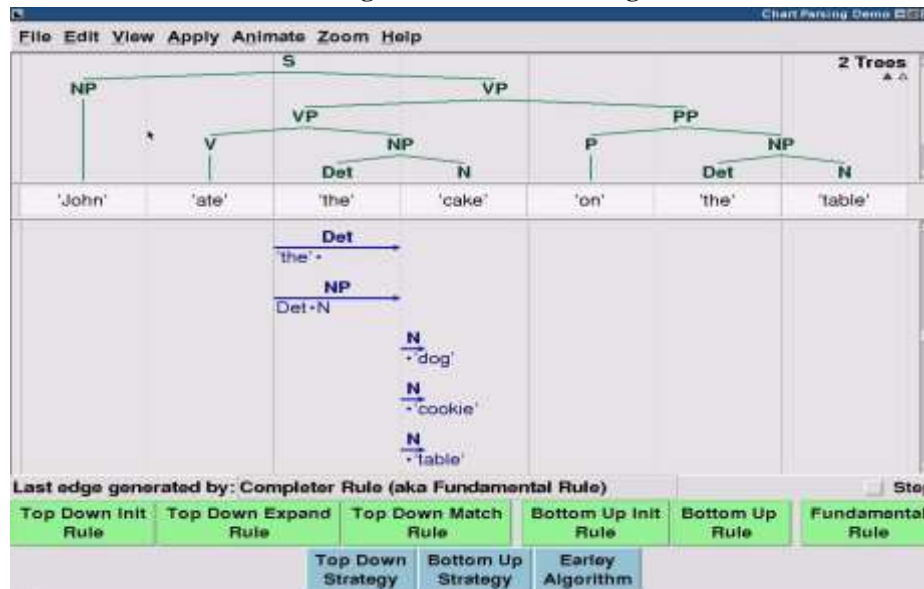 Chart Parsing Demo
File Edit View Apply Animate Zoom Help
S 2 Trees
NP VP
VP PP
V NP P NP
Det N Det N
'John' 'ate' 'the' 'cake' 'on' 'the' 'table'
Det
'the' •
NP
Det • N
N
• 'dog'
N
• 'cookie'
N
• 'table'
Last edge generated by: Completer Rule (aka Fundamental Rule)
Top Down Init Rule
Top Down Expand Rule
Top Down Match Rule
Bottom Up Init Rule
Bottom Up Rule
Fundamental Rule
Top Down Strategy
Bottom Up Strategy
Earley Algorithm